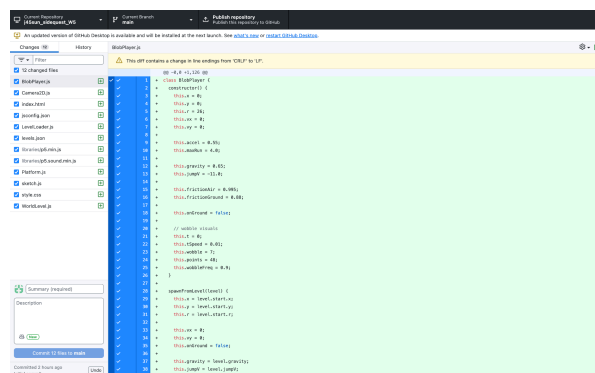 Current Repository
j45sun_sidequest_W5
Current Branch
main
Publish repository
Publish this repository to GitHub
An updated version of GitHub Desktop is available and will be installed at the next launch. See what's new or restart GitHub Desktop.
Changes 12
History
BlobPlayer.js
Filter
This diff contains a change in line endings from 'CRLF' to 'LF'.
12 changed files
@@ -0,0 +1,126 @@
BlobPlayer.js
Camera2D.js
index.html
jsconfig.json
LevelLoader.js
levels.json
libraries/p5.min.js
libraries/p5.sound.min.js
Platform.js
sketch.js
style.css
WorldLevel.js
1 + class BlobPlayer {
2 + constructor() {
3 + this.x = 0;
4 + this.y = 0;
5 + this.r = 26;
6 + this.vx = 0;
7 + this.vy = 0;
8 +
9 + this.accel = 0.55;
10 + this.maxRun = 4.0;
11 +
12 + this.gravity = 0.65;
13 + this.jumpV = -11.0;
14 +
15 + this.frictionAir = 0.995;
16 + this.frictionGround = 0.88;
17 +
18 + this.onGround = false;
19 +
20 + // wobble visuals
21 + this.t = 0;
22 + this.tSpeed = 0.01;
23 + this.wobble = 7;
24 + this.points = 48;
25 + this.wobbleFreq = 0.9;
26 + }
27 +
28 + spawnFromLevel(level) {
29 + this.x = level.start.x;
30 + this.y = level.start.y;
31 + this.r = level.start.r;
32 +
33 + this.vx = 0;
34 + this.vy = 0;
35 + this.onGround = false;
36 +
37 + this.gravity = level.gravity;
38 + this.jumpV = level.jumpV;
Summary (required)
Description
New
Commit 12 files to main
Committed 2 hours ago
Undo